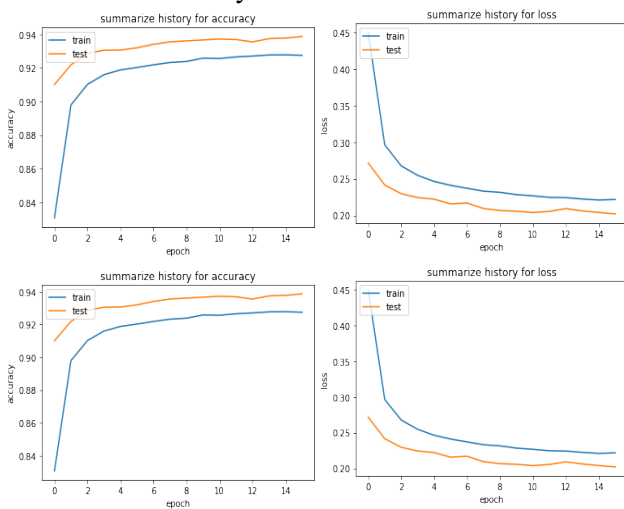 summarize history for accuracy
train
test
0.94
0.92
0.90
0.88
0.86
0.84
accuracy
0 2 4 6 8 10 12 14
epoch
summarize history for loss
train
test
0.45
0.40
0.35
0.30
0.25
0.20
loss
0 2 4 6 8 10 12 14
epoch
summarize history for accuracy
train
test
0.94
0.92
0.90
0.88
0.86
0.84
accuracy
0 2 4 6 8 10 12 14
epoch
summarize history for loss
train
test
0.45
0.40
0.35
0.30
0.25
0.20
loss
0 2 4 6 8 10 12 14
epoch